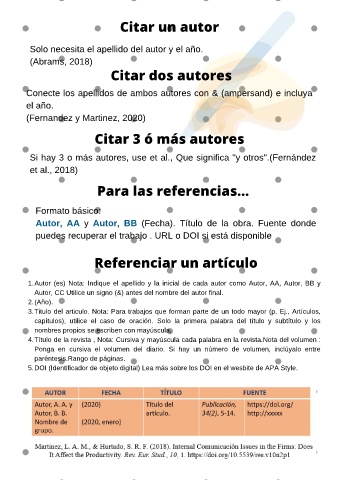 Citar un autor
Solo necesita el apellido del autor y el año.
(Abrams, 2018)
Citar dos autores
Conecte los apellidos de ambos autores con & (ampersand) e incluya
el año.
(Fernandez y Martinez, 2020)
Citar 3 ó más autores
Si hay 3 o más autores, use et al., Que significa "y otros".(Fernández
et al., 2018)
Para las referencias...
Formato básico:
Autor, AA y Autor, BB (Fecha). Título de la obra. Fuente donde
puedes recuperar el trabajo . URL o DOI si está disponible
Referenciar un artículo
1. Autor (es) Nota: Indique el apellido y la inicial de cada autor como Autor, AA, Autor, BB y
Autor, CC Utilice un signo (&) antes del nombre del autor final.
2. (Año).
3. Titulo del articulo. Nota: Para trabajos que forman parte de un todo mayor (p. Ej., Artículos,
capítulos), utilice el caso de oración. Solo la primera palabra del título y subtítulo y los
nombres propios se escriben con mayúscula.
4. Título de la revista , Nota: Cursiva y mayúscula cada palabra en la revista.Nota del volumen :
Ponga en cursiva el volumen del diario. Si hay un número de volumen, inclúyalo entre
paréntesis.Rango de páginas.
5. DOI (Identificador de objeto digital) Lea más sobre los DOI en el wesbite de APA Style.
AUTOR FECHA TÍTULO FUENTE
Autor, A. A. y (2020) Título del Publicación, https://doi.org/
Autor, B. B. artículo. 34(2), 5-14. http://xxxxx
Nombre de (2020, enero)
grupo.
Martínez, L. A. M., & Hurtado, S. R. F. (2018). Internal Comunicación Issues in the Firms: Does
It Affect the Productivity. Rev. Eur. Stud., 10, 1. https://doi.org/10.5539/res.v10n2p1